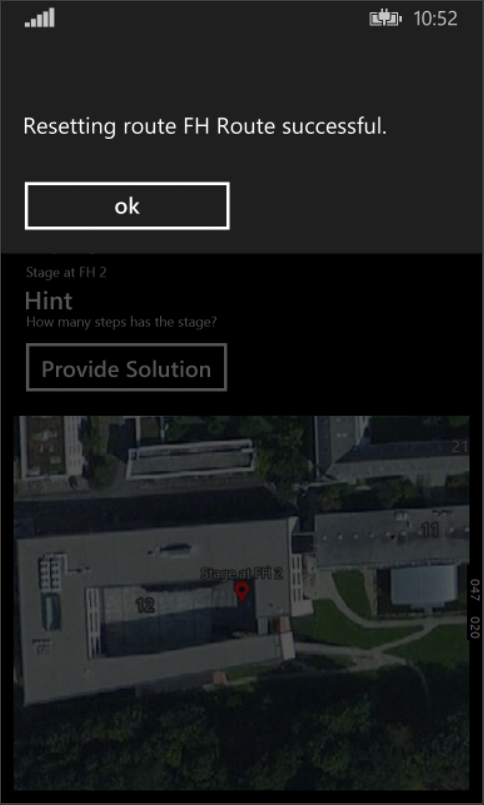 10:52
Resetting route FH Route successful.
ok
Stage at FH 2
Hint
How many steps has the stage?
Provide Solution
21
11
Stage at FH 2
12
047
020